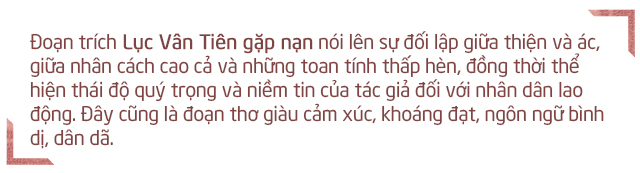 Đoạn trích Lục Vân Tiên gặp nạn nói lên sự đối lập giữa thiện và ác,
giữa nhân cách cao cả và những toan tính thấp hèn, đồng thời thể
hiện thái độ quý trọng và niềm tin của tác giả đối với nhân dân lao
động. Đây cũng là đoạn thơ giàu cảm xúc, khoáng đạt, ngôn ngữ bình
dị, dân dã.